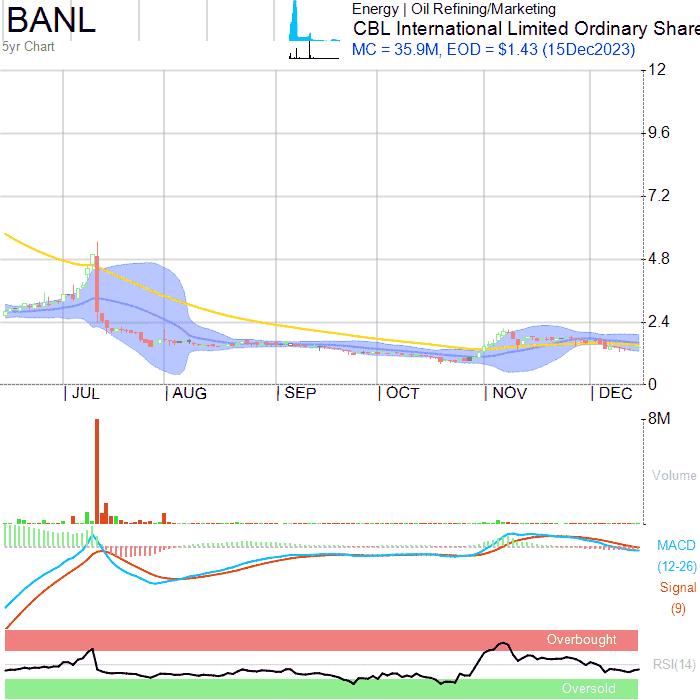 BANL
5yr Chart
Energy | Oil Refining/Marketing
CBL International Limited Ordinary Share
MC = 35.9M, EOD = $1.43 (15Dec2023)
12
9.6
7.2
4.8
2.4
0
JUL AUG SEP OCT NOV DEC
8M
Volume
MACD
(12-26)
Signal
(9)
Overbought
RSI(14)
Oversold